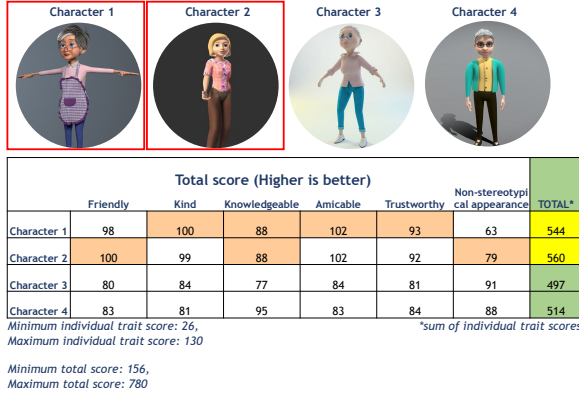 Character 1 Character 2 Character 3 Character 4
Total score (Higher is better)
Friendly Kind Knowledgeable Amicable Trustworthy Non-stereotypi
cal appearance TOTAL*
Character 1 98 100 88 102 93 63 544
Character 2 100 99 88 102 92 79 560
Character 3 80 84 77 84 81 91 497
Character 4 83 81 95 83 84 88 514
Minimum individual trait score: 26, *sum of individual trait scores
Maximum individual trait score: 130
Minimum total score: 156,
Maximum total score: 780